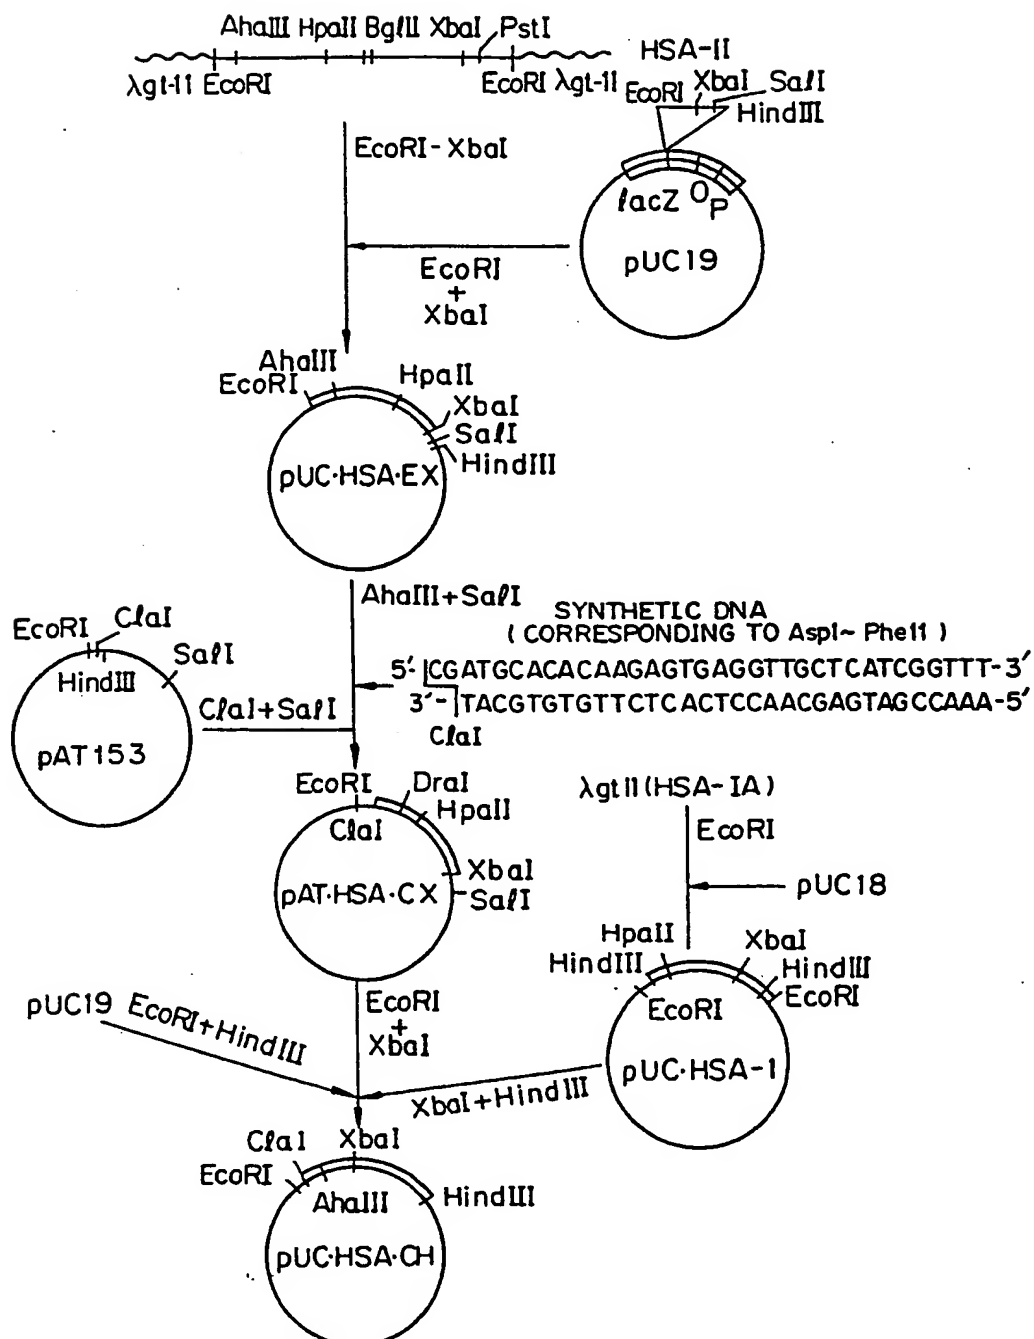 AhaIII HpaII BglII XbaI PstI
λgt-11 EcoRI EcoRI λgt-11
HSA-II
EcoRI XbaI SalI
HindIII
EcoRI-XbaI
lacZ O P
pUC19
EcoRI
+
XbaI
AhaIII
EcoRI
HpaII
XbaI
SalI
HindIII
pUC·HSA·EX
AhaIII+SalI
SYNTHETIC DNA
( CORRESPONDING TO Asp1~ Phe11 )
5'- CGATGCACACAAGAGTGAGGTTGCTCATCGGTTT-3'
3'- TACGTGTGTTCTCACTCCAACGAGTAGCCAAA-5'
ClaI
EcoRI ClaI
SalI
HindIII
ClaI+SalI
pAT153
EcoRI DraI
HpaII
ClaI
XbaI
SalI
pAT·HSA·CX
λgt11(HSA-IA)
EcoRI
pUC18
HpaII XbaI
HindIII HindIII
EcoRI EcoRI
pUC·HSA-1
EcoRI
+
XbaI
pUC19 EcoRI+HindIII
XbaI+HindIII
Cla1 XbaI
EcoRI
AhaIII HindIII
pUC·HSA·CH